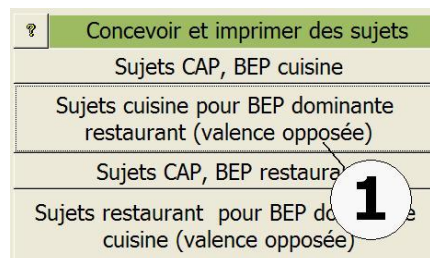 ? Concevoir et imprimer des sujets
Sujets CAP, BEP cuisine
Sujets cuisine pour BEP dominante
restaurant (valence opposée)
Sujets CAP, BEP restaura
1
Sujets restaurant pour BEP do e
cuisine (valence opposée)